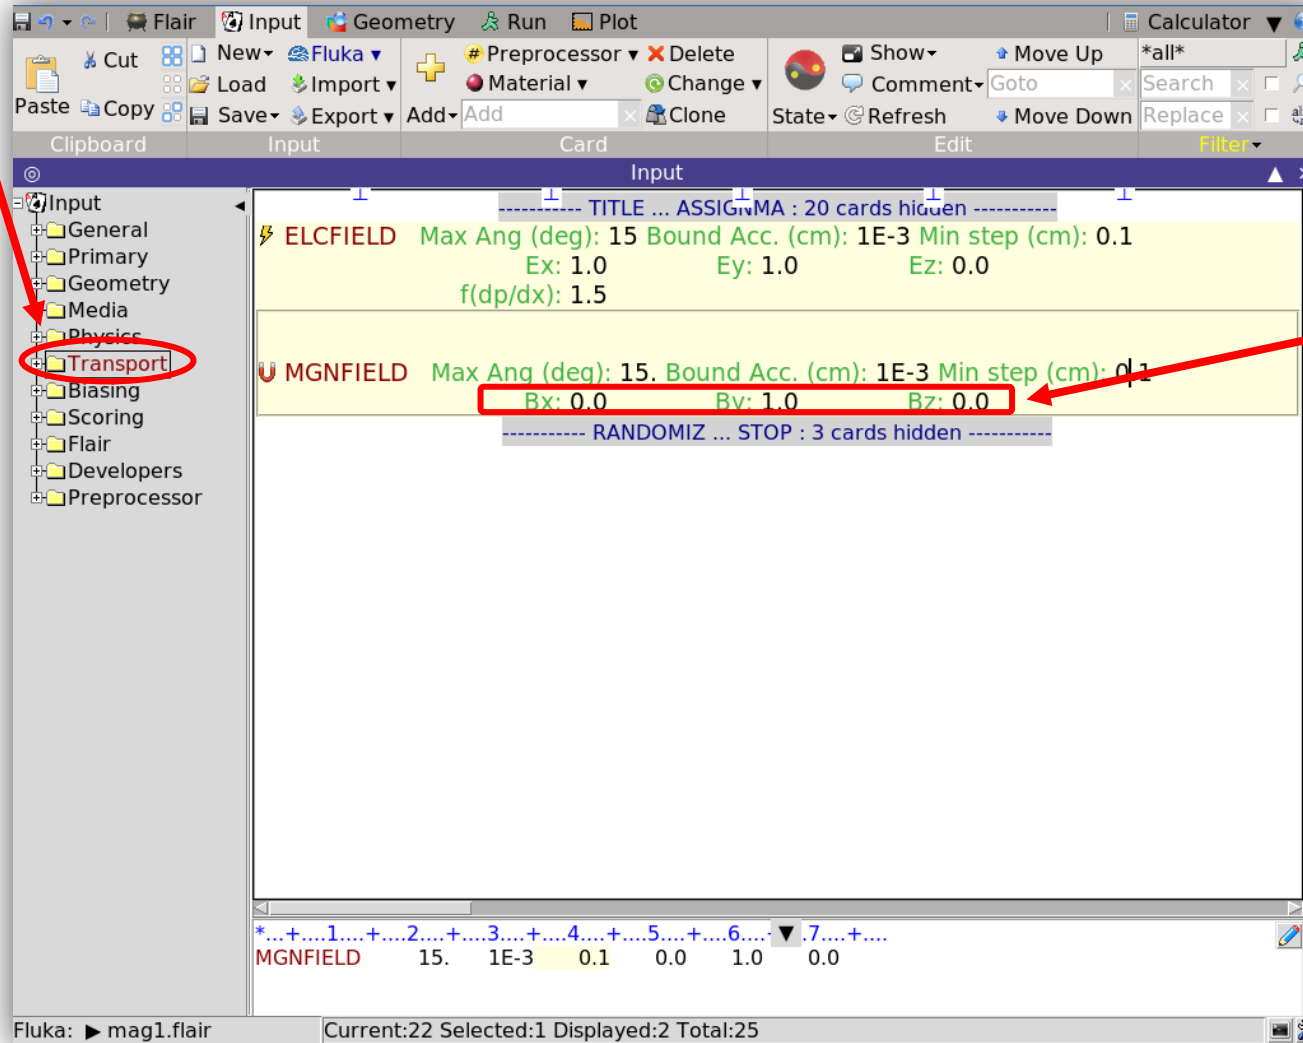 Flair Input Geometry Run Plot Calculator
Cut New Fluka Preprocessor Delete Show Move Up *all*
Load Import Material Change Comment Goto Search
Paste Copy Save Export Add Add Clone State Refresh Move Down Replace
Clipboard Input Card Edit Filter
Input
Input
General
Primary
Geometry
Media
Physics
Transport
Biasing
Scoring
Flair
Developers
Preprocessor
----------- TITLE ... ASSIGNMA : 20 cards hidden -----------
ELCFIELD Max Ang (deg): 15 Bound Acc. (cm): 1E-3 Min step (cm): 0.1
Ex: 1.0 Ey: 1.0 Ez: 0.0
f(dp/dx): 1.5
MGNFIELD Max Ang (deg): 15. Bound Acc. (cm): 1E-3 Min step (cm): 0.1
Bx: 0.0 By: 1.0 Bz: 0.0
----------- RANDOMIZ ... STOP : 3 cards hidden -----------
*...+....1....+....2....+....3....+....4....+....5....+....6....+ .7....+....
MGNFIELD 15. 1E-3 0.1 0.0 1.0 0.0
Fluka: mag1.flair Current:22 Selected:1 Displayed:2 Total:25